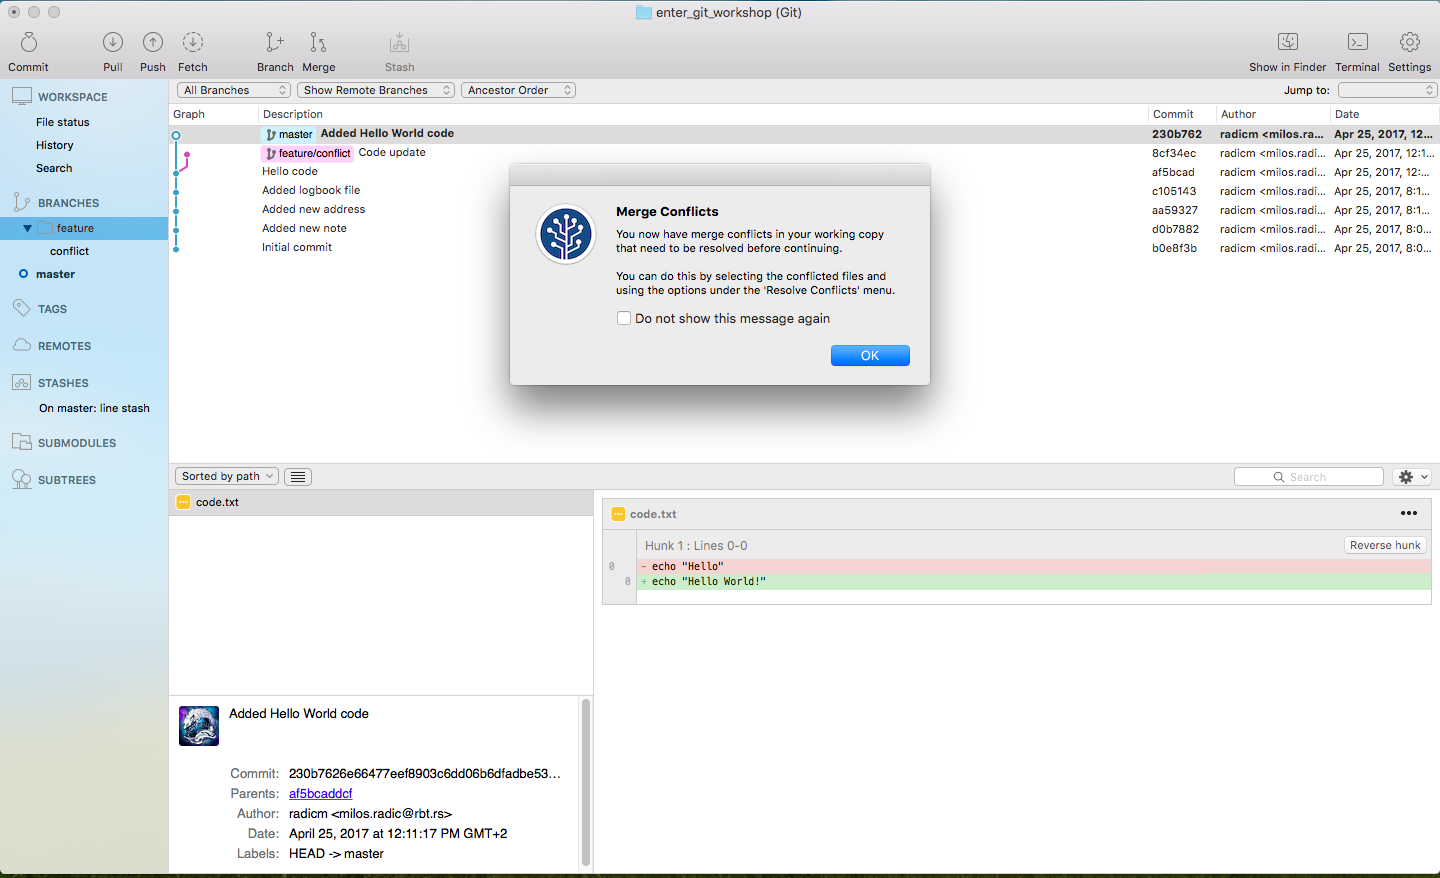 enter_git_workshop (Git)
Commit Pull Push Fetch Branch Merge Stash Show in Finder Terminal Settings
All Branches Show Remote Branches Ancestor Order Jump to:
WORKSPACE
File status
History
Search
BRANCHES
feature
conflict
master
TAGS
REMOTES
STASHES
On master: line stash
SUBMODULES
SUBTREES
Graph Description Commit Author Date
master Added Hello World code 230b762 radicm <milos.ra... Apr 25, 2017, 12:...
feature/conflict Code update 8cf34ec radicm <milos.radi... Apr 25, 2017, 12:1...
Hello code af5bcad radicm <milos.radi... Apr 25, 2017, 12:...
Added logbook file c105143 radicm <milos.radi... Apr 25, 2017, 8:1...
Added new address aa59327 radicm <milos.radi... Apr 25, 2017, 8:1...
Added new note d0b7882 radicm <milos.radi... Apr 25, 2017, 8:0...
Initial commit b0e8f3b radicm <milos.radi... Apr 25, 2017, 8:0...
Merge Conflicts
You now have merge conflicts in your working copy
that need to be resolved before continuing.
You can do this by selecting the conflicted files and
using the options under the 'Resolve Conflicts' menu.
Do not show this message again
OK
Sorted by path Search
code.txt
Added Hello World code
Commit: 230b7626e66477eef8903c6dd06b6dfadbe53...
Parents: af5bcaddcf
Author: radicm <milos.radic@rbt.rs>
Date: April 25, 2017 at 12:11:17 PM GMT+2
Labels: HEAD -> master
code.txt
Hunk 1 : Lines 0-0 Reverse hunk
0 - echo "Hello"
0 + echo "Hello World!"